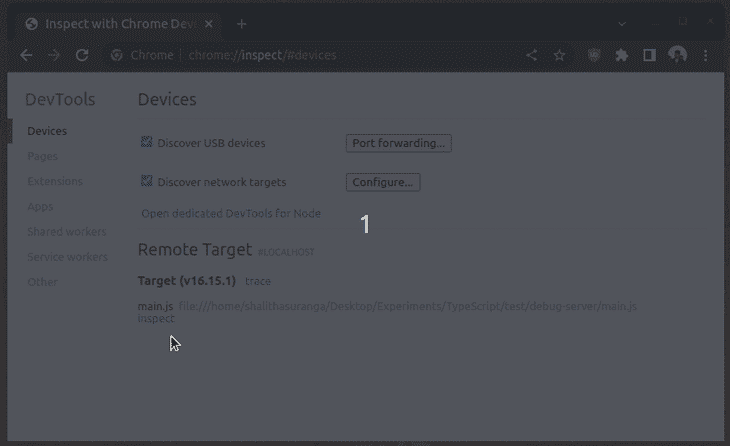 Inspect with Chrome Dev
Chrome | chrome://inspect/#devices
DevTools
Devices
Pages
Extensions
Apps
Shared workers
Service workers
Other
Devices
Discover USB devices
Port forwarding...
Discover network targets
Configure...
Open dedicated DevTools for Node
1
Remote Target #LOCALHOST
Target (v16.15.1) trace
main.js file:///home/shalithasuranga/Desktop/Experiments/TypeScript/test/debug-server/main.js
inspect